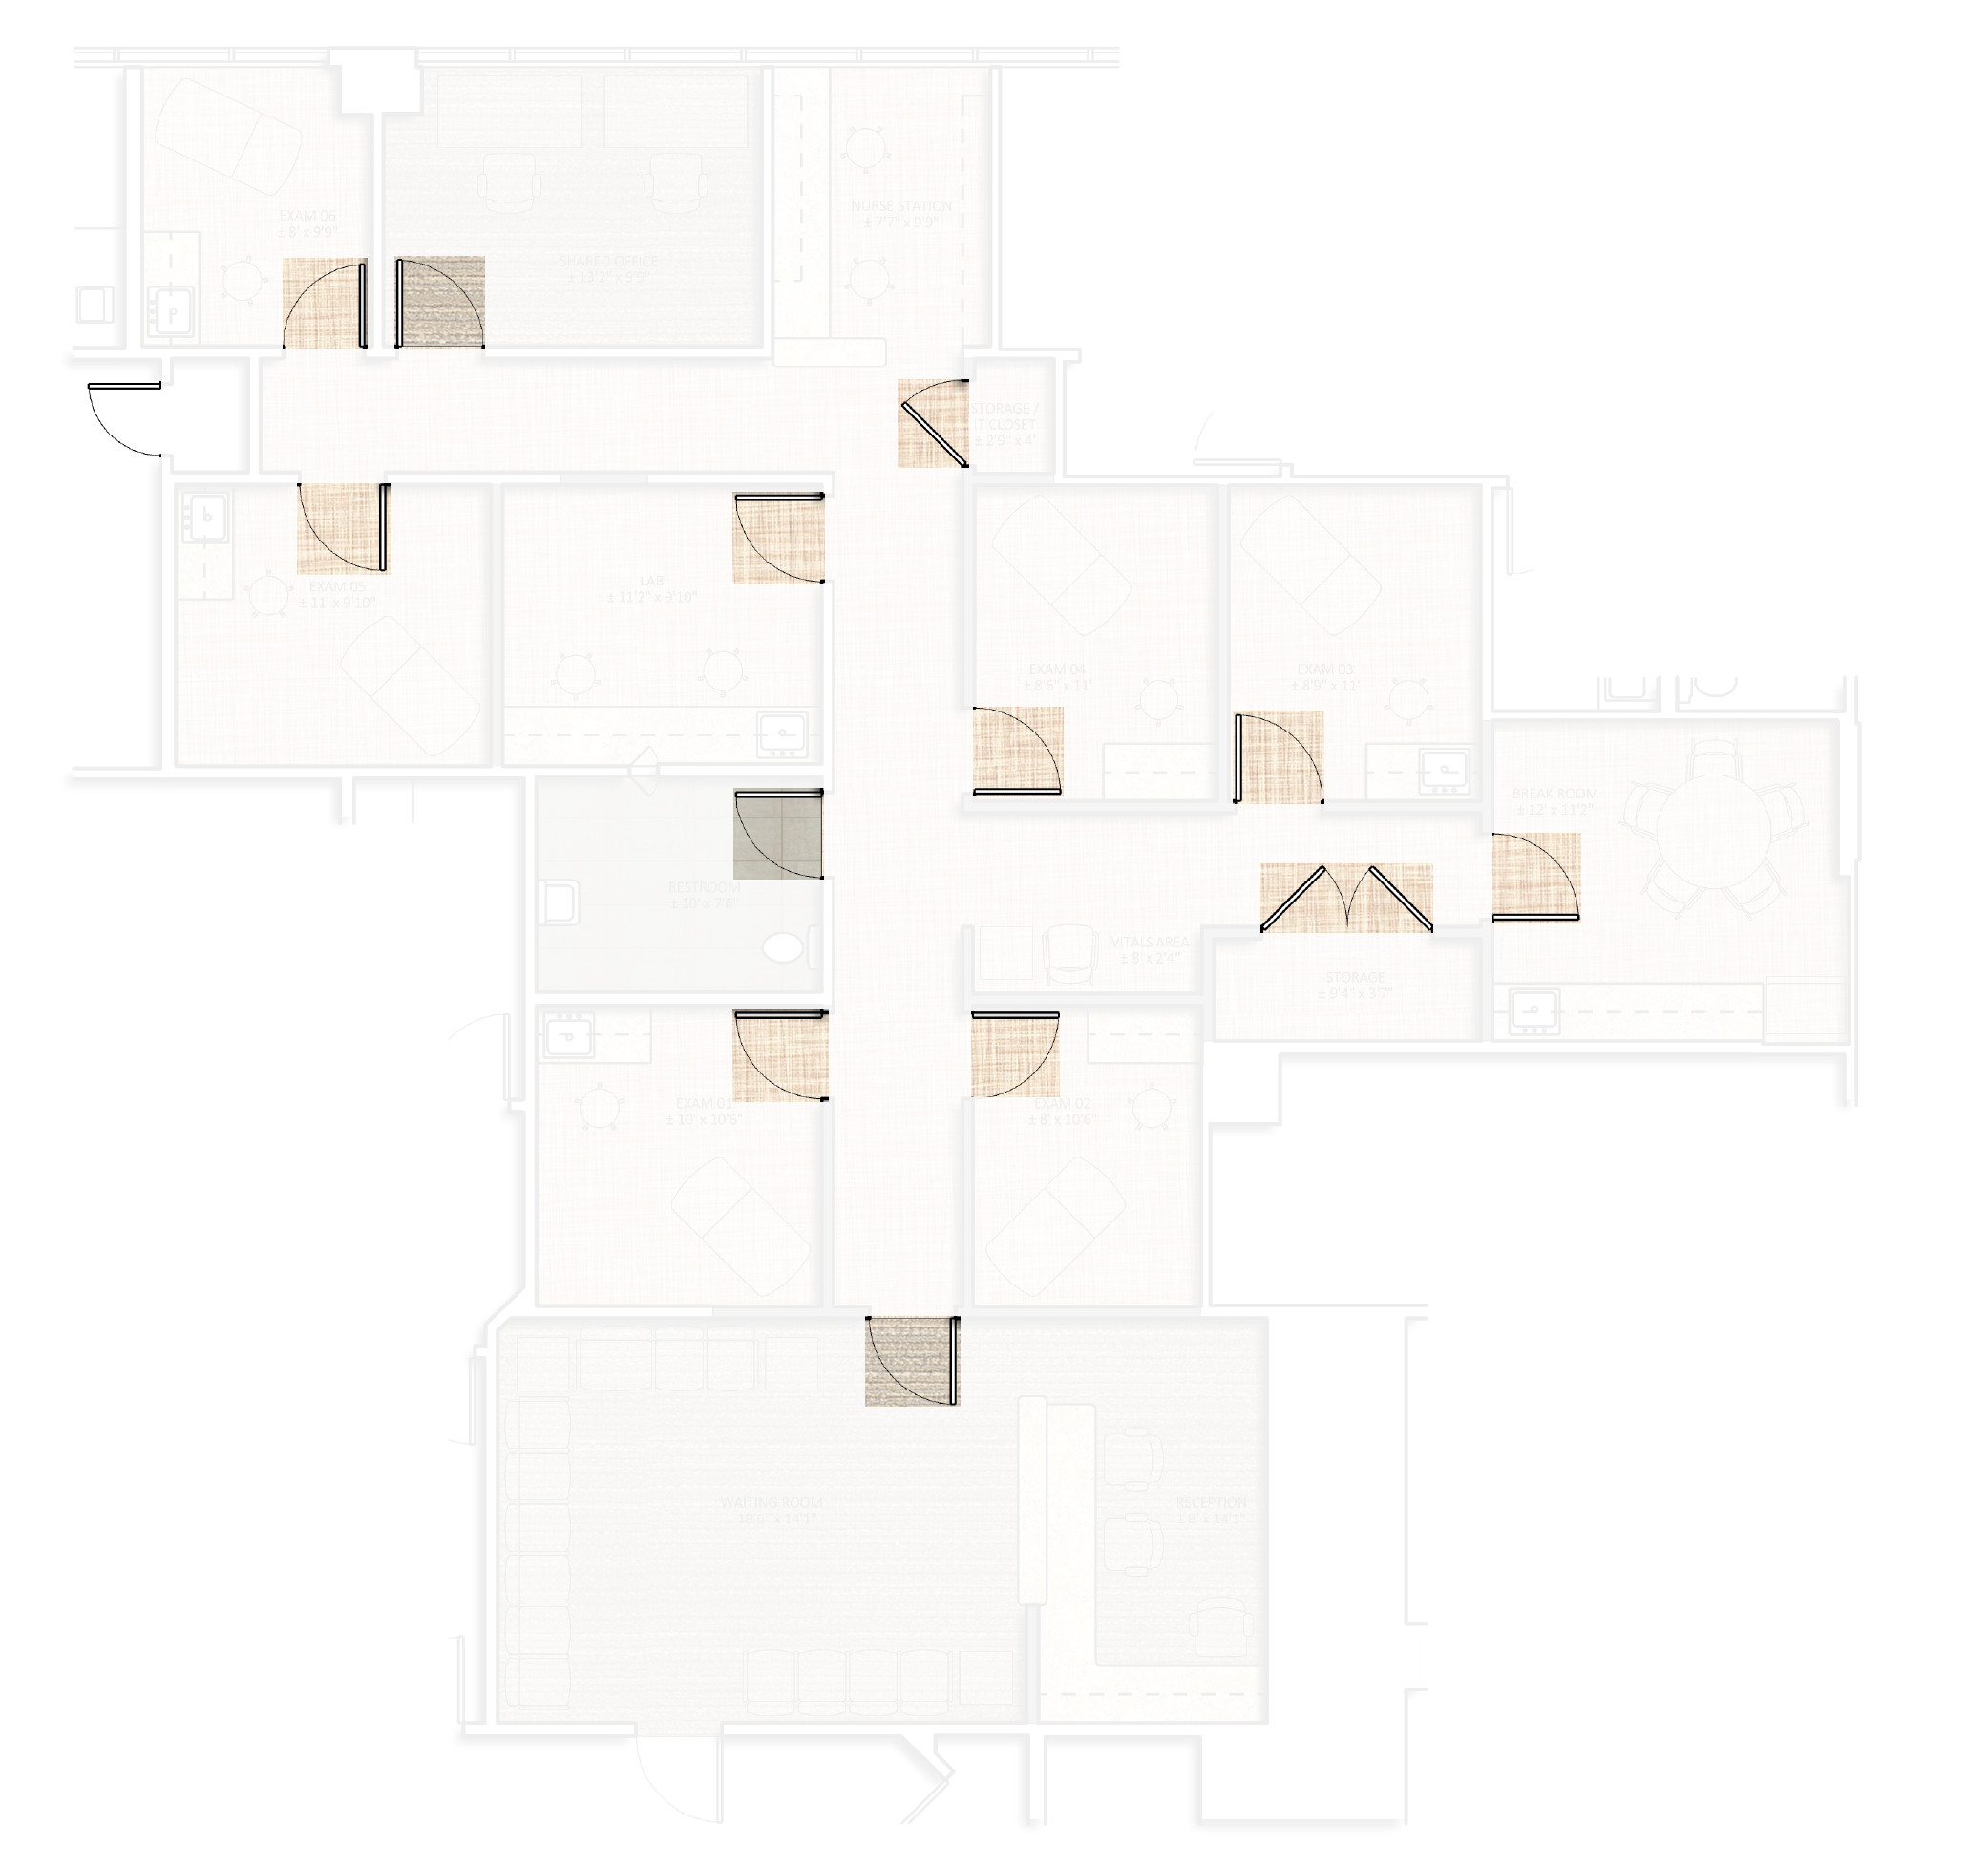 EXAM 06
± 8' x 9'9"
SHARED OFFICE
± 13'2" x 9'9"
NURSE STATION
± 7'7" x 9'9"
STORAGE /
IT CLOSET
± 2'9" x 4'
EXAM 05
± 11' x 9'10"
LAB
± 11'2" x 9'10"
EXAM 04
± 8'6" x 11'
EXAM 03
± 8'9" x 11'
BREAK ROOM
± 12' x 11'2"
RESTROOM
± 10' x 7'6"
VITALS AREA
± 8' x 2'4"
STORAGE
± 9'4" x 3'7"
EXAM 01
± 10' x 10'6"
EXAM 02
± 8' x 10'6"
WAITING ROOM
± 18'6" x 14'1"
RECEPTION
± 8' x 14'1"